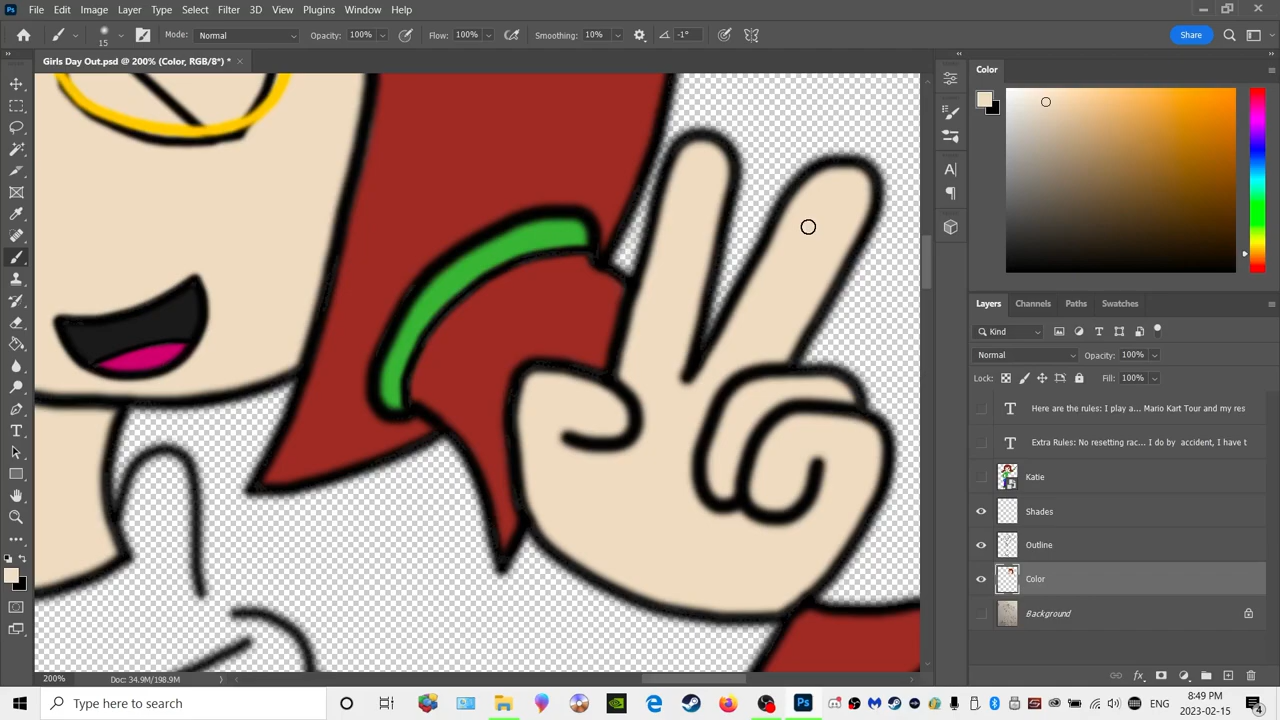 File Edit Image Layer Type Select Filter 3D View Plugins Window Help
15 Mode: Normal Opacity: 100% Flow: 100% Smoothing: 10% -1° Share
Girls Day Out.psd @ 200% (Color, RGB/8*) *
Color
Layers Channels Paths Swatches
Kind
Normal Opacity: 100%
Lock: Fill: 100%
Here are the rules: I play a... Mario Kart Tour and my res
Extra Rules: No resetting rac... I do by accident, I have t
Katie
Shades
Outline
Color
Background
200% Doc: 34.9M/198.9M
Type here to search
ENG 8:49 PM
2023-02-15 4